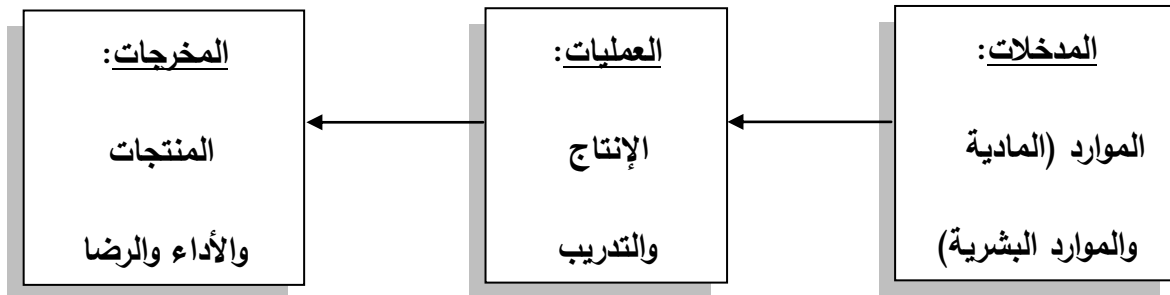 المدخلات:
الموارد (المادية
والموارد البشرية)
العمليات:
الإنتاج
والتدريب
المخرجات:
المنتجات
والأداء والرضا